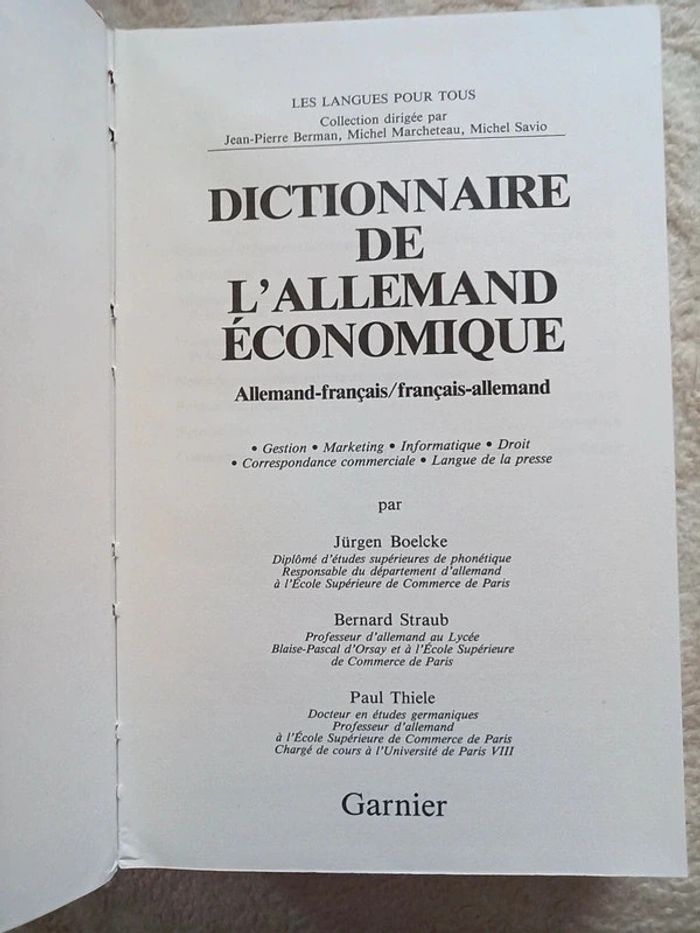 LES LANGUES POUR TOUS
Collection dirigée par
Jean-Pierre Berman, Michel Marcheteau, Michel Savio
DICTIONNAIRE
DE
L'ALLEMAND
ÉCONOMIQUE
Allemand-français/français-allemand
• Gestion • Marketing • Informatique • Droit
• Correspondance commerciale • Langue de la presse
par
Jürgen Boelcke
Diplômé d'études supérieures de phonétique
Responsable du département d'allemand
à l'École Supérieure de Commerce de Paris
Bernard Straub
Professeur d'allemand au Lycée
Blaise-Pascal d'Orsay et à l'École Supérieure
de Commerce de Paris
Paul Thiele
Docteur en études germaniques
Professeur d'allemand
à l'École Supérieure de Commerce de Paris
Chargé de cours à l'Université de Paris VIII
Garnier